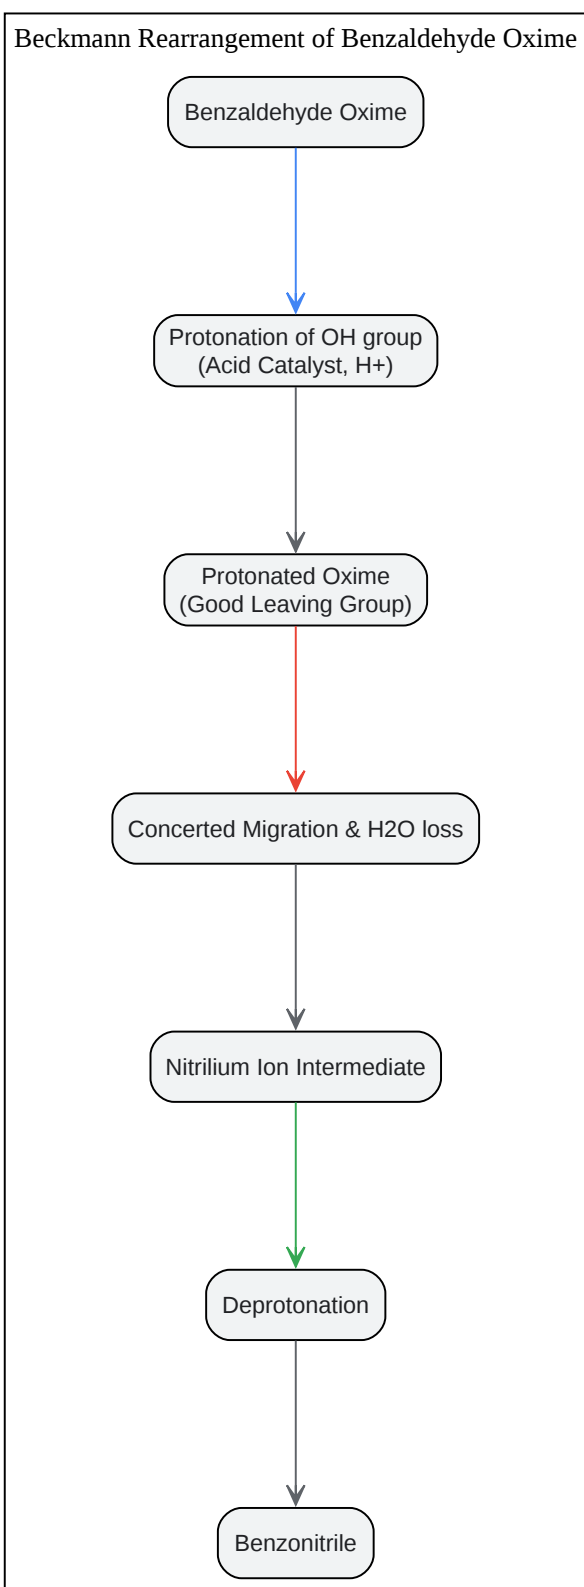 Beckmann Rearrangement of Benzaldehyde Oxime
Benzaldehyde Oxime
Protonation of OH group
(Acid Catalyst, H+)
Protonated Oxime
(Good Leaving Group)
Concerted Migration & H2O loss
Nitrilium Ion Intermediate
Deprotonation
Benzonitrile